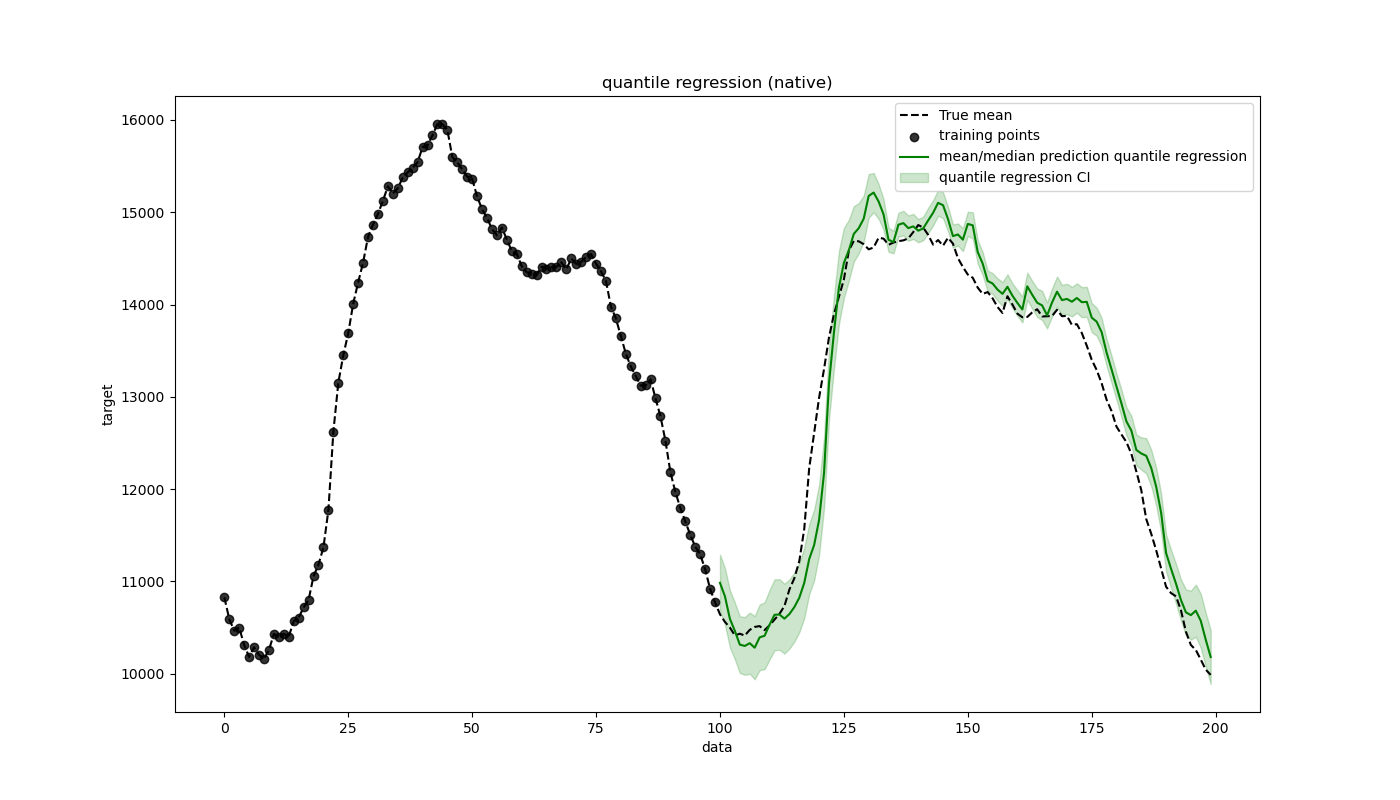 quantile regression (native)
True mean
training points
mean/median prediction quantile regression
quantile regression CI
16000
15000
14000
13000
12000
11000
10000
target
0 25 50 75 100 125 150 175 200
data